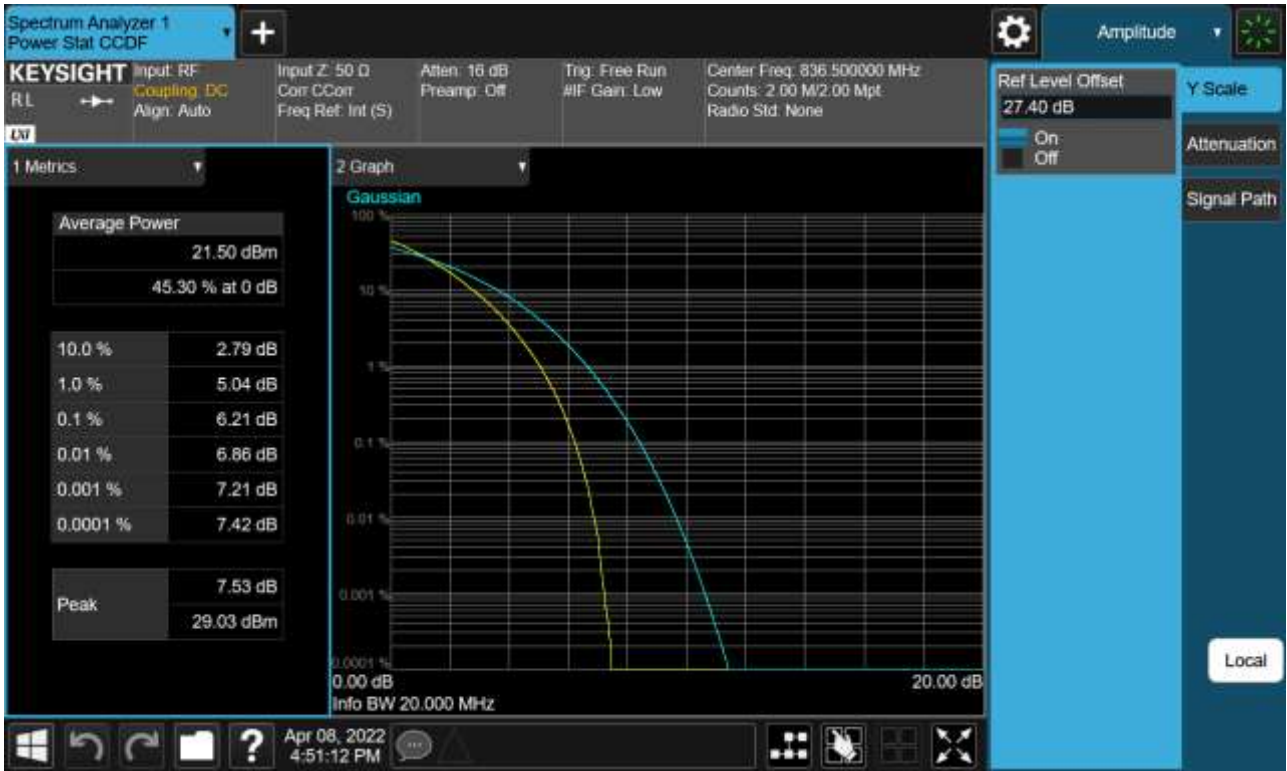 Spectrum Analyzer 1
Power Stat CCDF
+
Amplitude
KEYSIGHT
RL
LXI
Input: RF
Coupling: DC
Align: Auto
Input Z: 50 Ω
Corr CCorr
Freq Ref: Int (S)
Atten: 16 dB
Preamp: Off
Trig: Free Run
#IF Gain: Low
Center Freq: 836.500000 MHz
Counts: 2.00 M/2.00 Mpt
Radio Std: None
Ref Level Offset
27.40 dB
On
Off
Y Scale
Attenuation
Signal Path
Local
1 Metrics
Average Power
21.50 dBm
45.30 % at 0 dB
10.0 % 2.79 dB
1.0 % 5.04 dB
0.1 % 6.21 dB
0.01 % 6.86 dB
0.001 % 7.21 dB
0.0001 % 7.42 dB
Peak
7.53 dB
29.03 dBm
2 Graph
Gaussian
100 %
10 %
1 %
0.1 %
0.01 %
0.001 %
0.0001 %
0.00 dB 20.00 dB
Info BW 20.000 MHz
?
Apr 08, 2022
4:51:12 PM